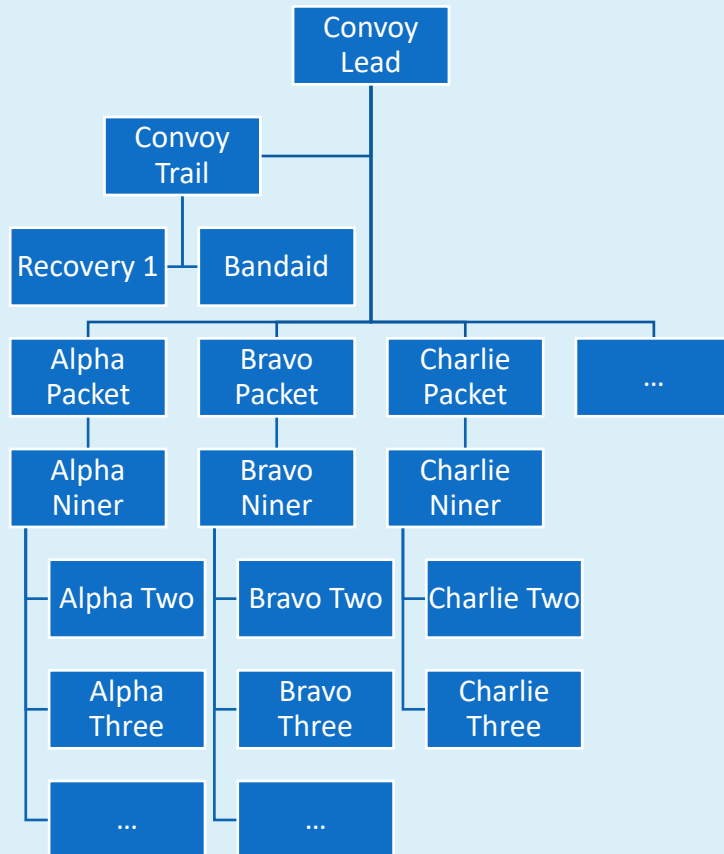 Convoy
Lead
Convoy
Trail
Recovery 1
Bandaid
Alpha
Packet
Bravo
Packet
Charlie
Packet
...
Alpha
Niner
Bravo
Niner
Charlie
Niner
Alpha Two
Bravo Two
Charlie Two
Alpha
Three
Bravo
Three
Charlie
Three
...
...